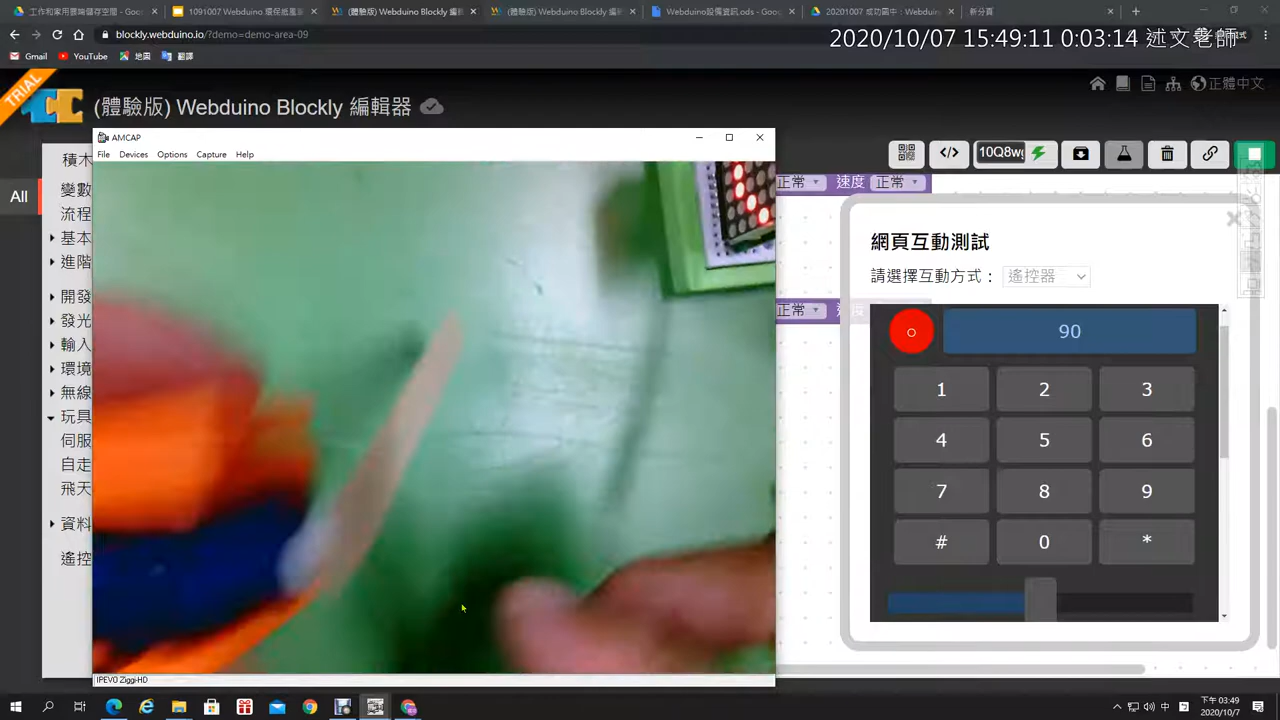 工作和家用雲端儲存空間 - Goo
1091007 Webduino 環保紙風
(體驗版) Webduino Blockly 編輯
(體驗版) Webduino Blockly 編
Webduino設備資訊.ods - Goog
20201007 成功國中：Webduino
新分頁
blockly.webduino.io/?demo=demo-area-09
2020/10/07 15:49:11 0:03:14 述文老師
Gmail
YouTube
地圖
翻譯
TRIAL
(體驗版) Webduino Blockly 編輯器
正體中文
AMCAP
File Devices Options Capture Help
10Q8w
積木
All
變數
流程
基本
進階
開發
發光
輸入
環境
無線
玩具
伺服
自走
飛天
資料
遙控
正常 速度 正常
正常
網頁互動測試
請選擇互動方式：遙控器
90
1 2 3
4 5 6
7 8 9
# 0 *
IPEVO Ziggi-HD
中
下午 03:49
2020/10/7